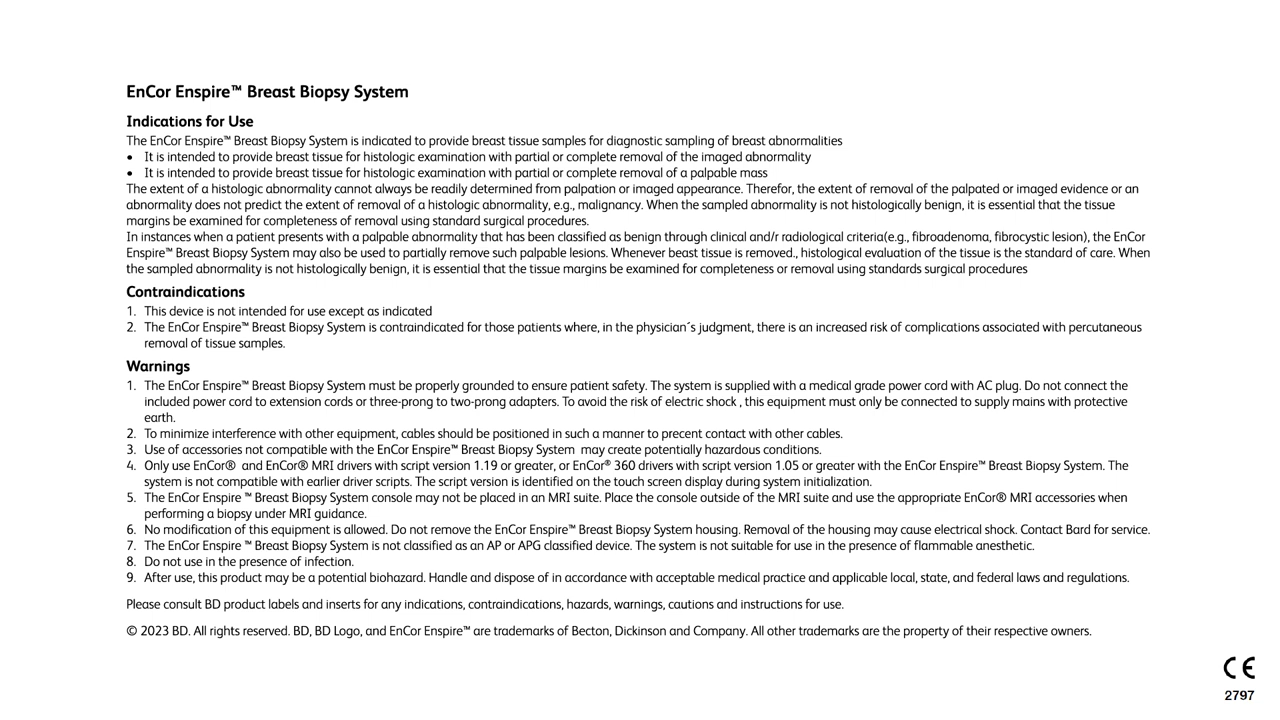 EnCor Enspire™ Breast Biopsy System
Indications for Use
The EnCor Enspire™ Breast Biopsy System is indicated to provide breast tissue samples for diagnostic sampling of breast abnormalities
• It is intended to provide breast tissue for histologic examination with partial or complete removal of the imaged abnormality
• It is intended to provide breast tissue for histologic examination with partial or complete removal of a palpable mass
The extent of a histologic abnormality cannot always be readily determined from palpation or imaged appearance. Therefor, the extent of removal of the palpated or imaged evidence or an
abnormality does not predict the extent of removal of a histologic abnormality, e.g., malignancy. When the sampled abnormality is not histologically benign, it is essential that the tissue
margins be examined for completeness of removal using standard surgical procedures.
In instances when a patient presents with a palpable abnormality that has been classified as benign through clinical and/r radiological criteria(e.g., fibroadenoma, fibrocystic lesion), the EnCor
Enspire™ Breast Biopsy System may also be used to partially remove such palpable lesions. Whenever beast tissue is removed., histological evaluation of the tissue is the standard of care. When
the sampled abnormality is not histologically benign, it is essential that the tissue margins be examined for completeness or removal using standards surgical procedures
Contraindications
1. This device is not intended for use except as indicated
2. The EnCor Enspire™ Breast Biopsy System is contraindicated for those patients where, in the physician´s judgment, there is an increased risk of complications associated with percutaneous
removal of tissue samples.
Warnings
1. The EnCor Enspire™ Breast Biopsy System must be properly grounded to ensure patient safety. The system is supplied with a medical grade power cord with AC plug. Do not connect the
included power cord to extension cords or three-prong to two-prong adapters. To avoid the risk of electric shock , this equipment must only be connected to supply mains with protective
earth.
2. To minimize interference with other equipment, cables should be positioned in such a manner to precent contact with other cables.
3. Use of accessories not compatible with the EnCor Enspire™ Breast Biopsy System may create potentially hazardous conditions.
4. Only use EnCor® and EnCor® MRI drivers with script version 1.19 or greater, or EnCor® 360 drivers with script version 1.05 or greater with the EnCor Enspire™ Breast Biopsy System. The
system is not compatible with earlier driver scripts. The script version is identified on the touch screen display during system initialization.
5. The EnCor Enspire ™ Breast Biopsy System console may not be placed in an MRI suite. Place the console outside of the MRI suite and use the appropriate EnCor® MRI accessories when
performing a biopsy under MRI guidance.
6. No modification of this equipment is allowed. Do not remove the EnCor Enspire™ Breast Biopsy System housing. Removal of the housing may cause electrical shock. Contact Bard for service.
7. The EnCor Enspire ™ Breast Biopsy System is not classified as an AP or APG classified device. The system is not suitable for use in the presence of flammable anesthetic.
8. Do not use in the presence of infection.
9. After use, this product may be a potential biohazard. Handle and dispose of in accordance with acceptable medical practice and applicable local, state, and federal laws and regulations.
Please consult BD product labels and inserts for any indications, contraindications, hazards, warnings, cautions and instructions for use.
© 2023 BD. All rights reserved. BD, BD Logo, and EnCor Enspire™ are trademarks of Becton, Dickinson and Company. All other trademarks are the property of their respective owners.
CE
2797